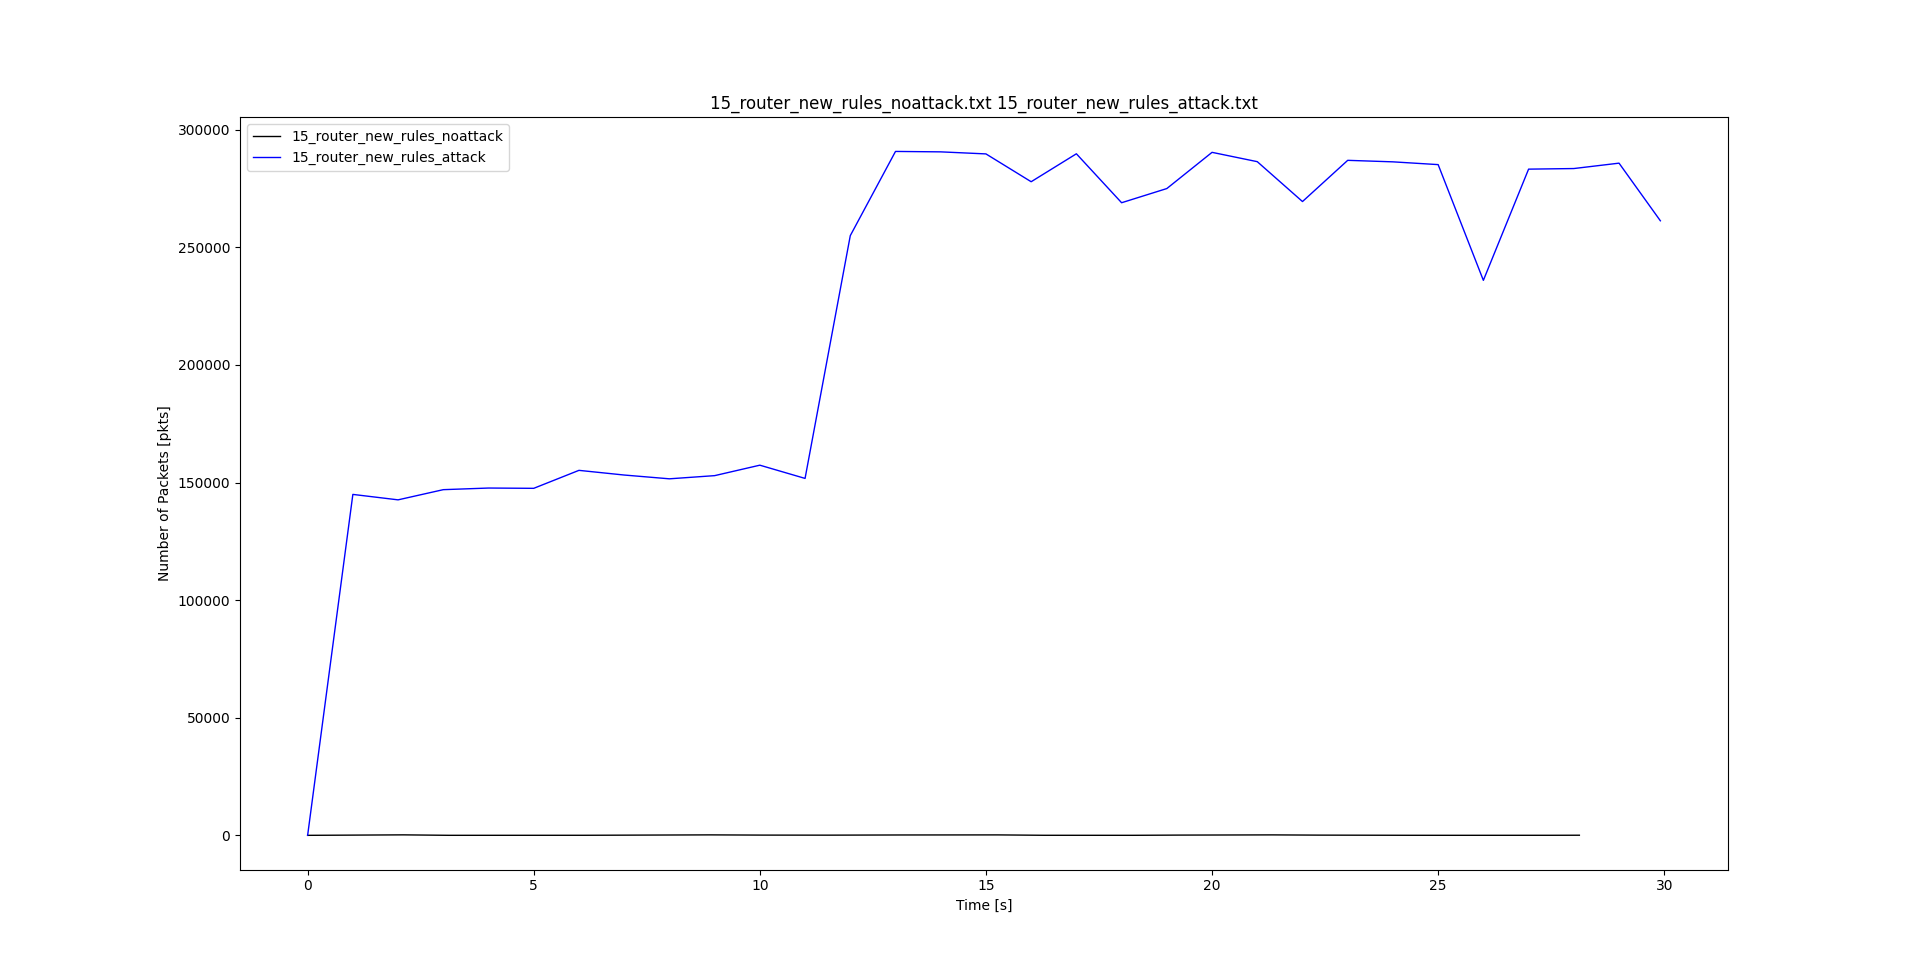 15_router_new_rules_noattack.txt 15_router_new_rules_attack.txt
15_router_new_rules_noattack
15_router_new_rules_attack
300000
250000
200000
150000
100000
50000
0
Number of Packets [pkts]
0 5 10 15 20 25 30
Time [s]